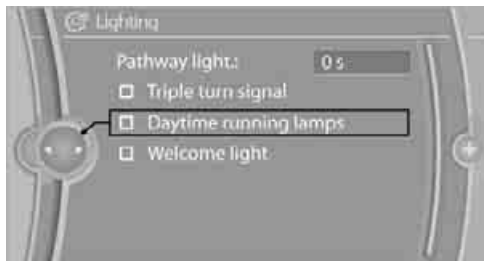 Lighting
Pathway light.: 0 s
Triple turn signal
Daytime running lamps
Welcome light